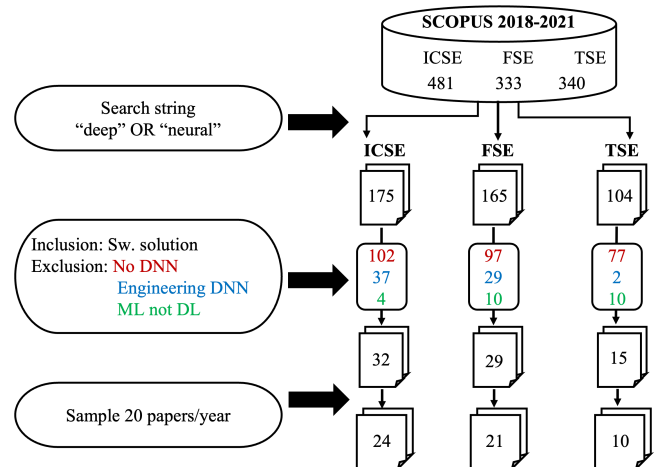 SCOPUS 2018-2021
ICSE FSE TSE
481 333 340
Search string
“deep” OR “neural”
ICSE FSE TSE
175 165 104
Inclusion: Sw. solution
Exclusion: No DNN
Engineering DNN
ML not DL
102 97 77
37 29 2
4 10 10
32 29 15
Sample 20 papers/year
24 21 10